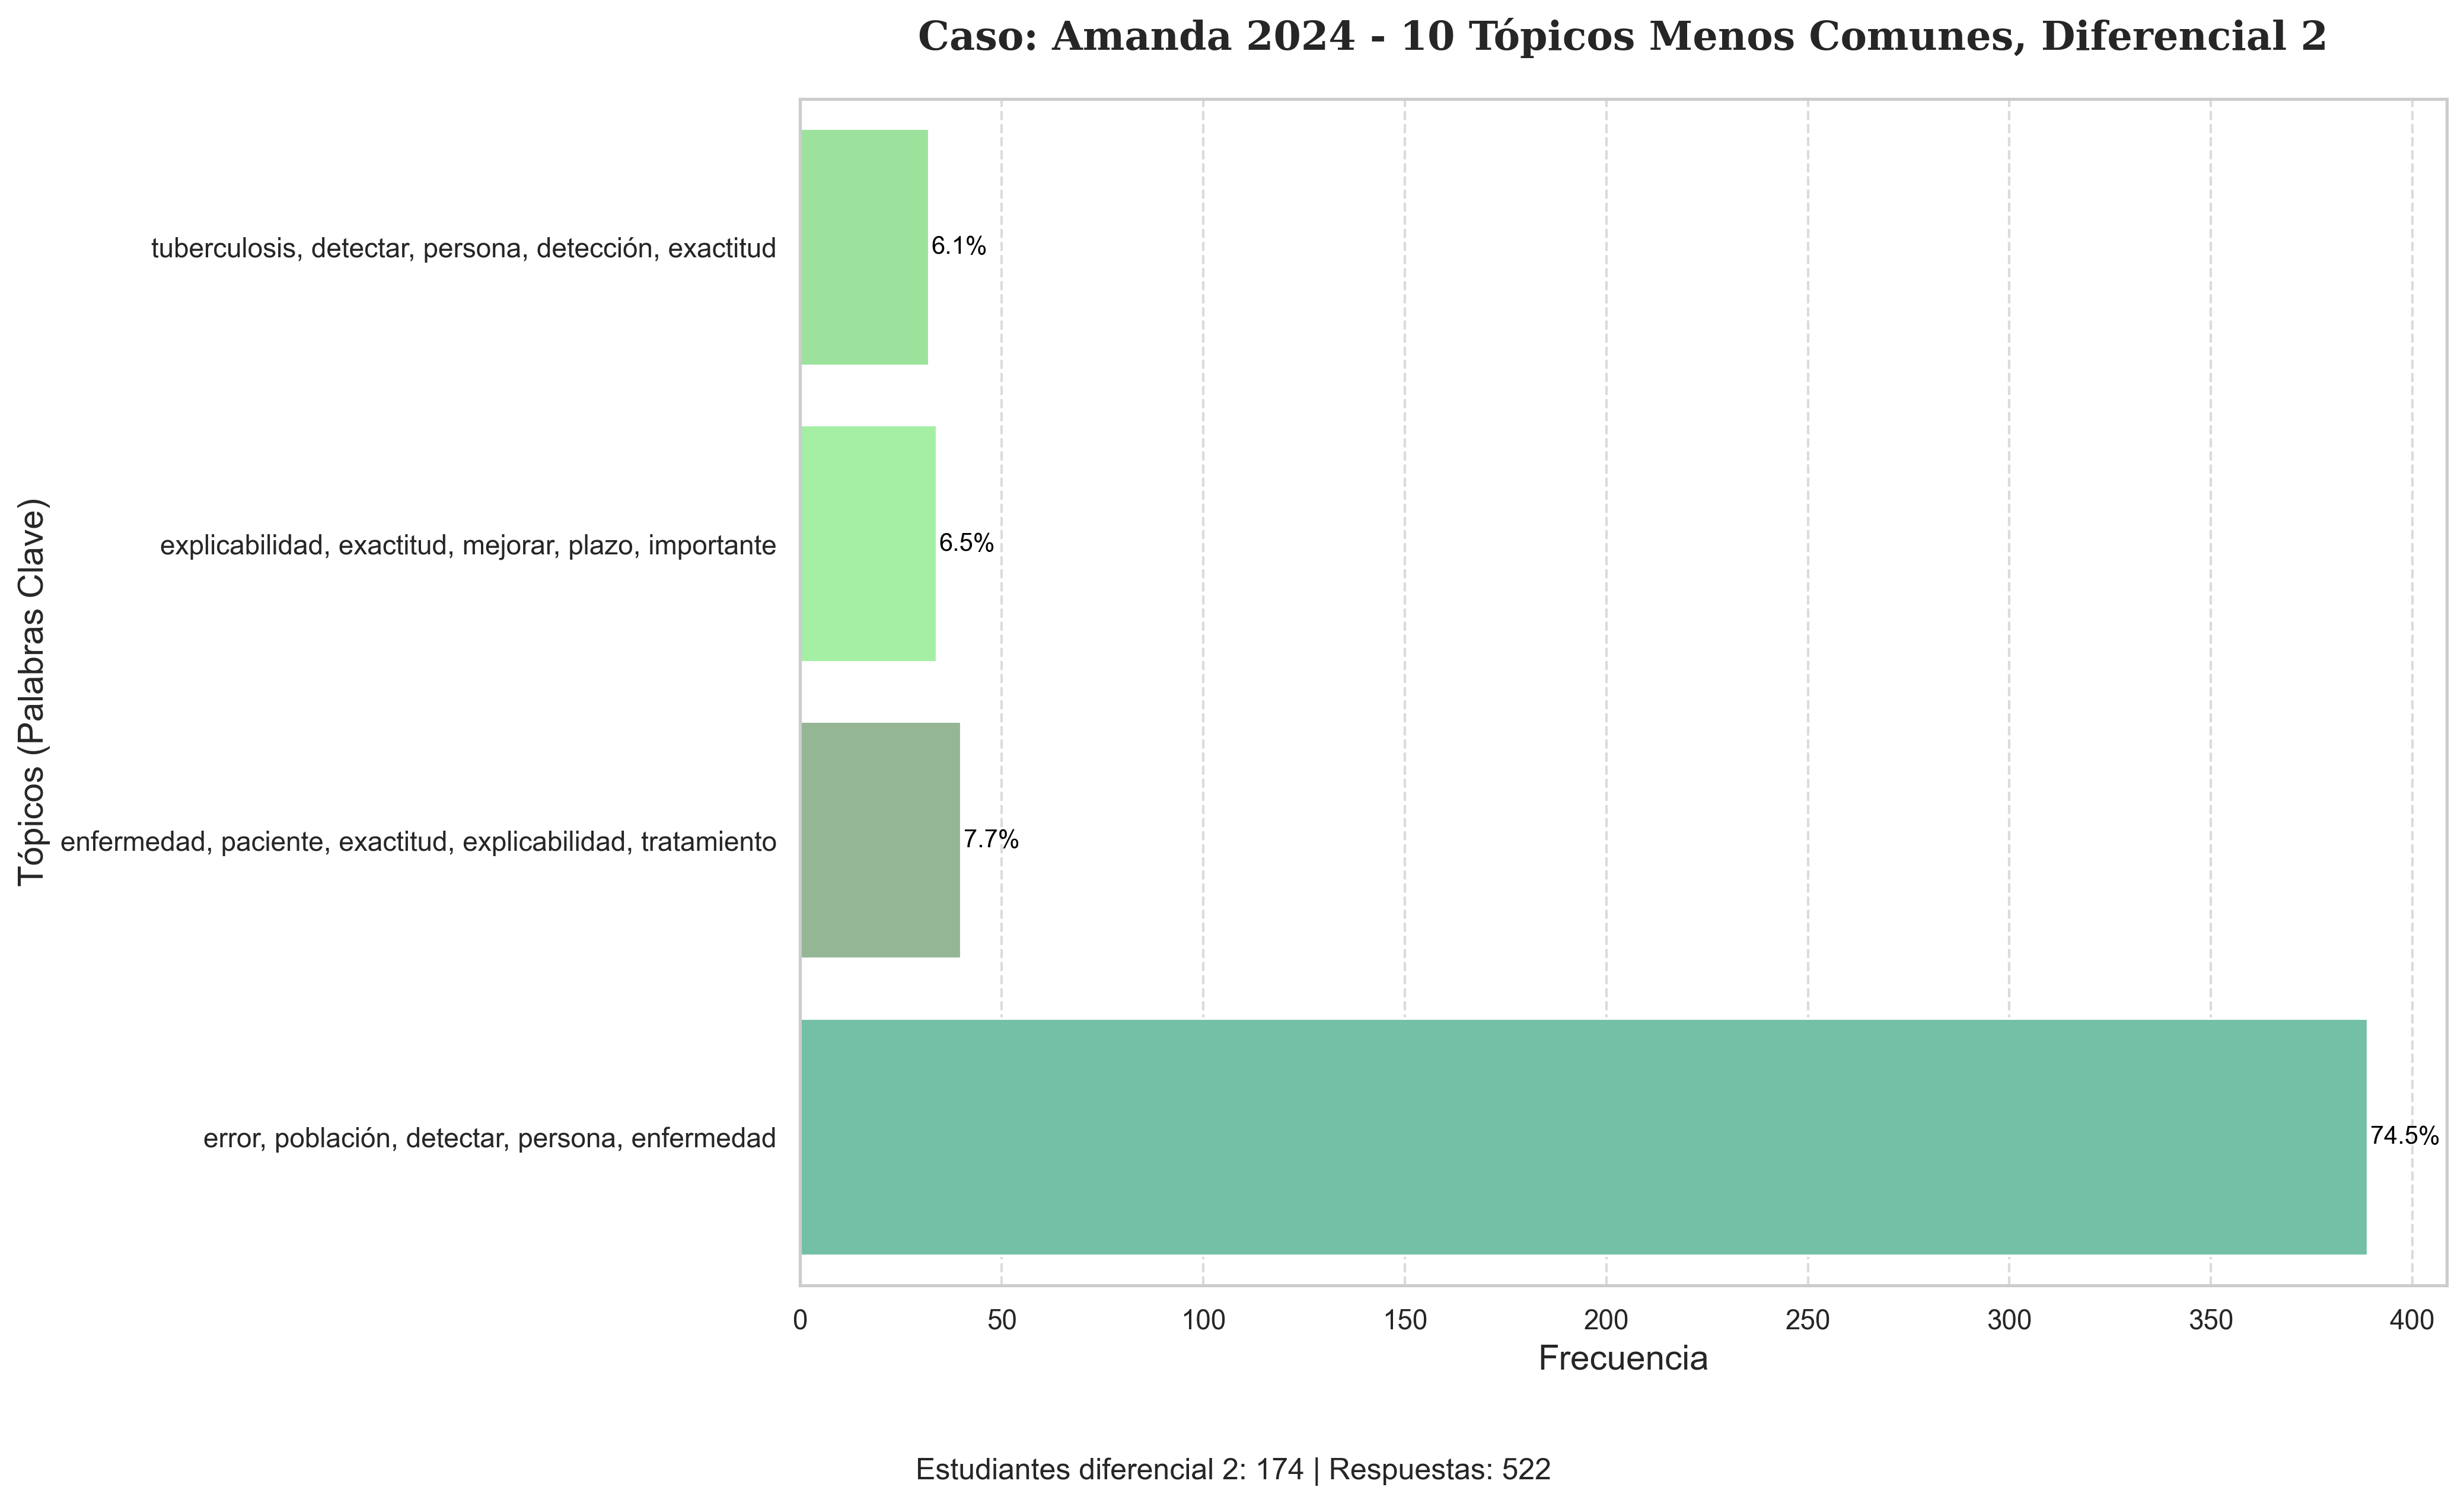 Caso: Amanda 2024 - 10 Tópicos Menos Comunes, Diferencial 2
Tópicos (Palabras Clave)
tuberculosis, detectar, persona, detección, exactitud
6.1%
explicabilidad, exactitud, mejorar, plazo, importante
6.5%
enfermedad, paciente, exactitud, explicabilidad, tratamiento
7.7%
error, población, detectar, persona, enfermedad
74.5%
0 50 100 150 200 250 300 350 400
Frecuencia
Estudiantes diferencial 2: 174 | Respuestas: 522